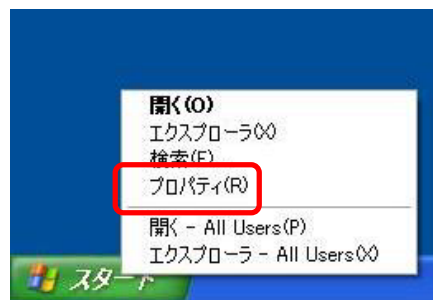 開く(O)
エクスプローラ(X)
検索(E)...
プロパティ(R)
開く - All Users(P)
エクスプローラ - All Users(X)
スタート